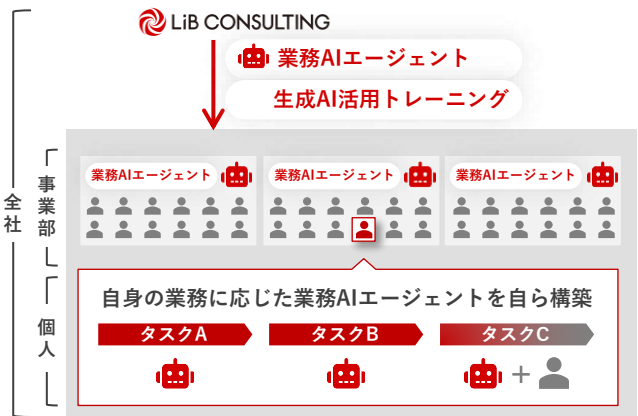 LiB CONSULTING
業務AIエージェント
生成AI活用トレーニング
全社
事業部
業務AIエージェント
業務AIエージェント
業務AIエージェント
個人
自身の業務に応じた業務AIエージェントを自ら構築
タスクA
タスクB
タスクC
+